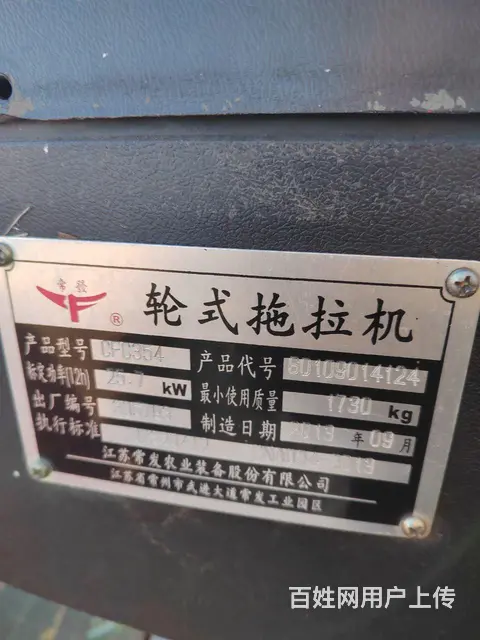 常發
®
轮式拖拉机
产品型号 CFC354 产品代号 60109014124
标定功率(12h) 25.7 kW 最小使用质量 1730 kg
出厂编号 制造日期 2019 年 09 月
执行标准
江苏常发农业装备股份有限公司
江苏省常州市武进大道常发工业园区
百姓网用户上传